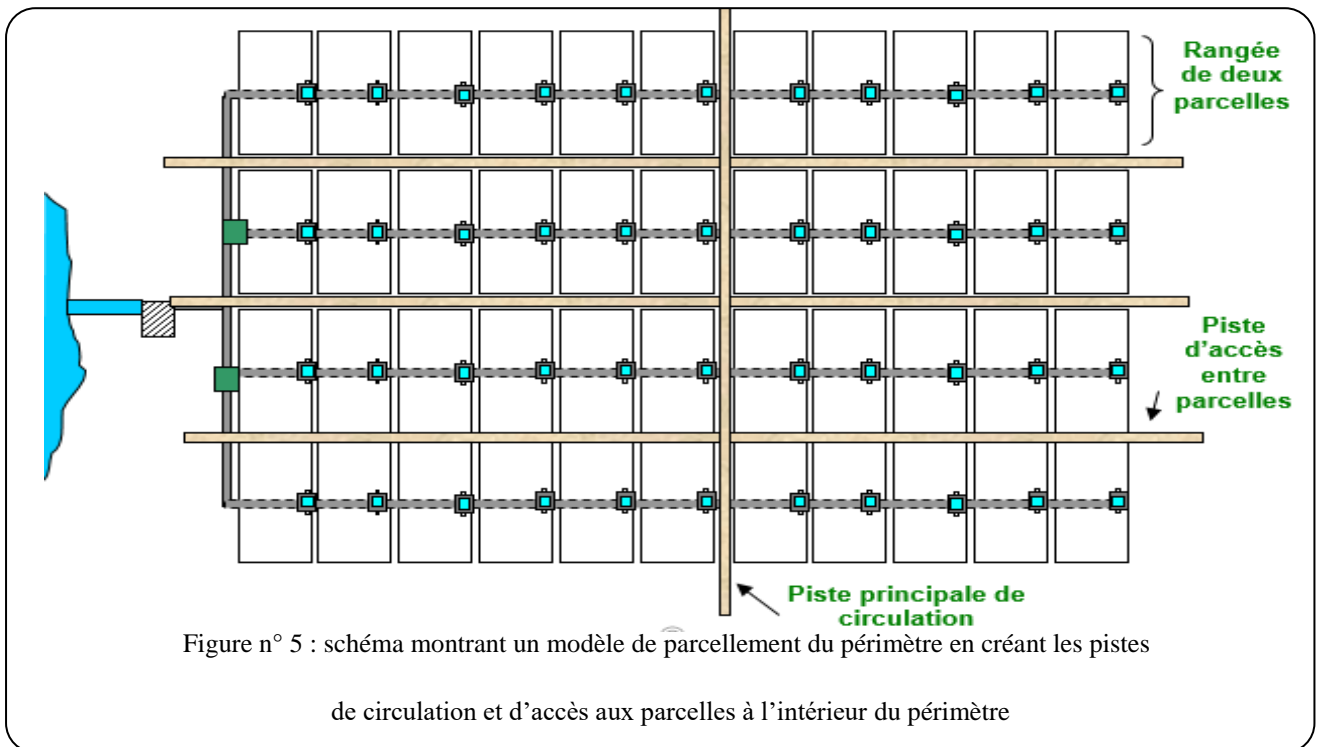 Rangée
de deux
parcelles
Piste
d'accès
entre
parcelles
Piste principale de
circulation
Figure n° 5 : schéma montrant un modèle de parcellement du périmètre en créant les pistes
de circulation et d'accès aux parcelles à l'intérieur du périmètre